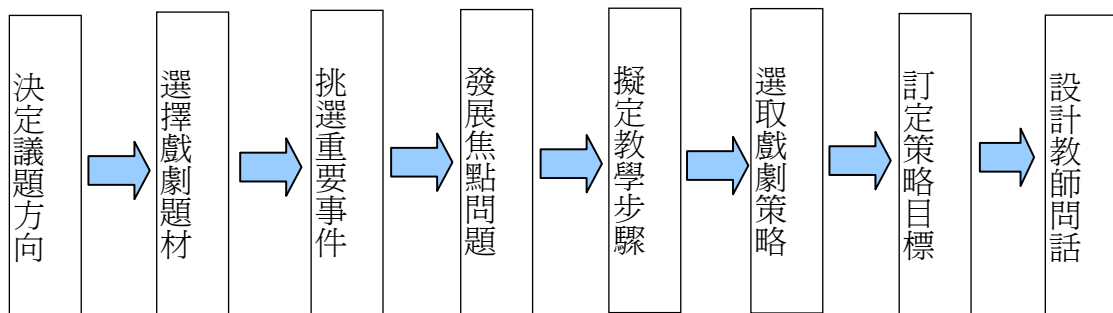 決定議題方向
選擇戲劇題材
挑選重要事件
發展焦點問題
擬定教學步驟
選取戲劇策略
訂定策略目標
設計教師問話